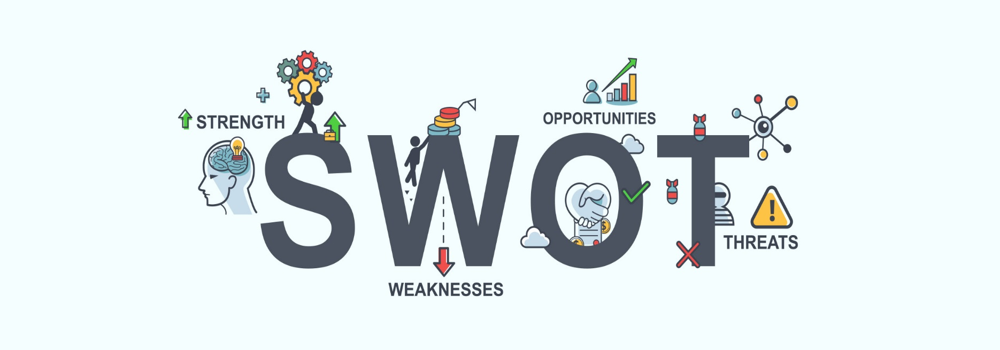 STRENGTH
OPPORTUNITIES
SWOT
THREATS
WEAKNESSES